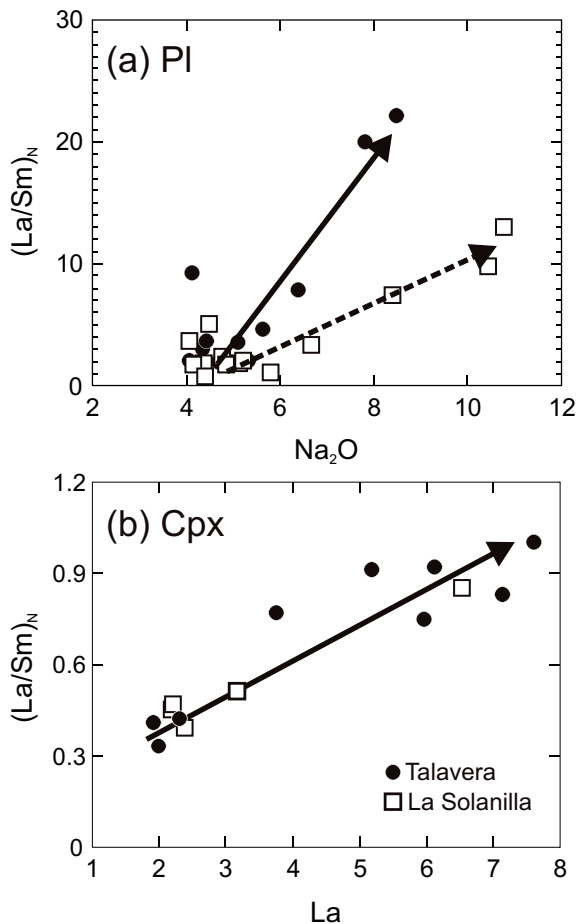 (a) Pl
(La/Sm)N
30
20
10
0
2
4
6
8
10
12
Na₂O
(b) Cpx
(La/Sm)N
1.2
0.9
0.6
0.3
0
1
2
3
4
5
6
7
8
La
Talavera
La Solanilla